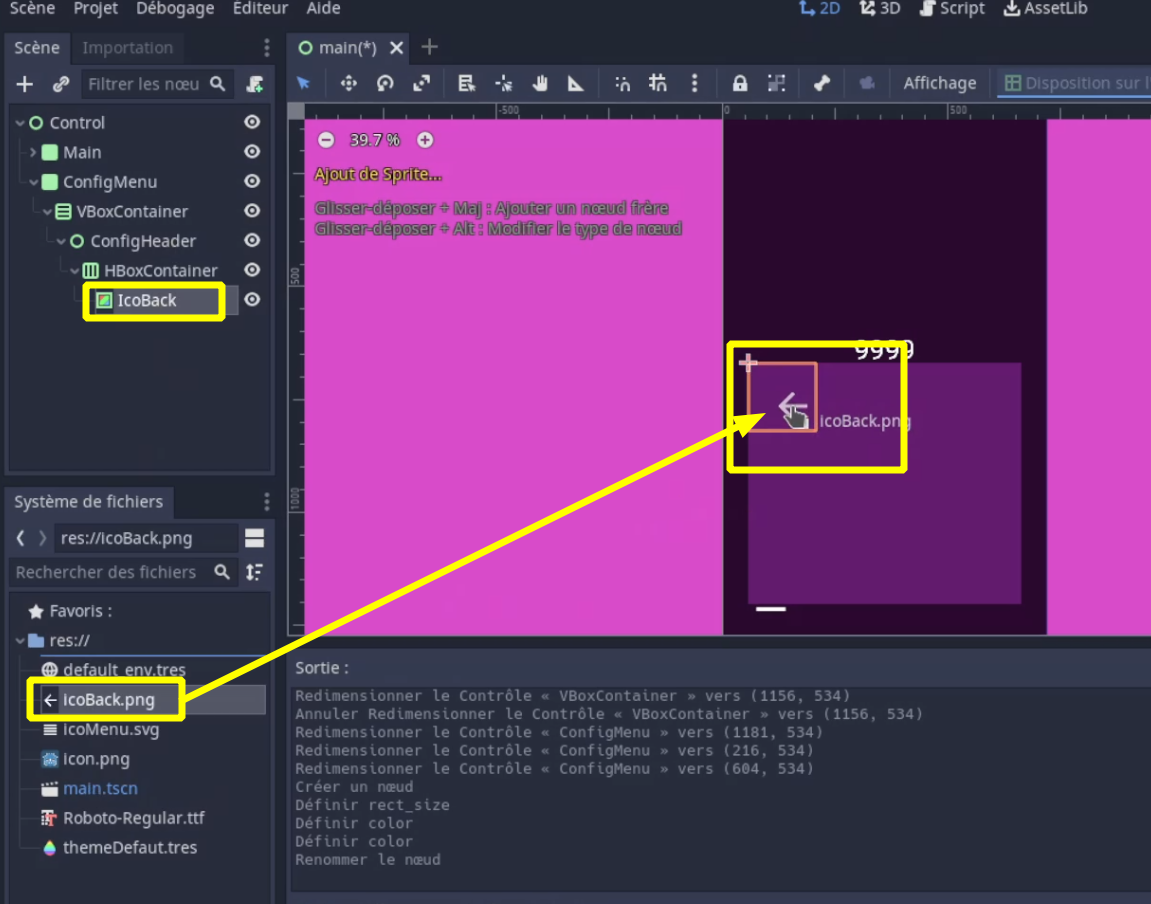 Scène Projet Débogage Éditeur Aide 2D 3D Script AssetLib
Scène Importation main(*)
Filtrer les nœu Affichage Disposition sur l'
-500 0 500
Control
Main
ConfigMenu
VBoxContainer
ConfigHeader
HBoxContainer
IcoBack
39.7 %
Ajout de Sprite...
Glisser-déposer + Maj : Ajouter un nœud frère
Glisser-déposer + Alt : Modifier le type de nœud
500
1000
9999
icoBack.png
Système de fichiers
res://icoBack.png
Rechercher des fichiers
Favoris :
res://
default_env.tres
icoBack.png
icoMenu.svg
icon.png
main.tscn
Roboto-Regular.ttf
themeDefaut.tres
Sortie :
Redimensionner le Contrôle « VBoxContainer » vers (1156, 534)
Annuler Redimensionner le Contrôle « VBoxContainer » vers (1156, 534)
Redimensionner le Contrôle « ConfigMenu » vers (1181, 534)
Redimensionner le Contrôle « ConfigMenu » vers (216, 534)
Redimensionner le Contrôle « ConfigMenu » vers (604, 534)
Créer un nœud
Définir rect_size
Définir color
Définir color
Renommer le nœud